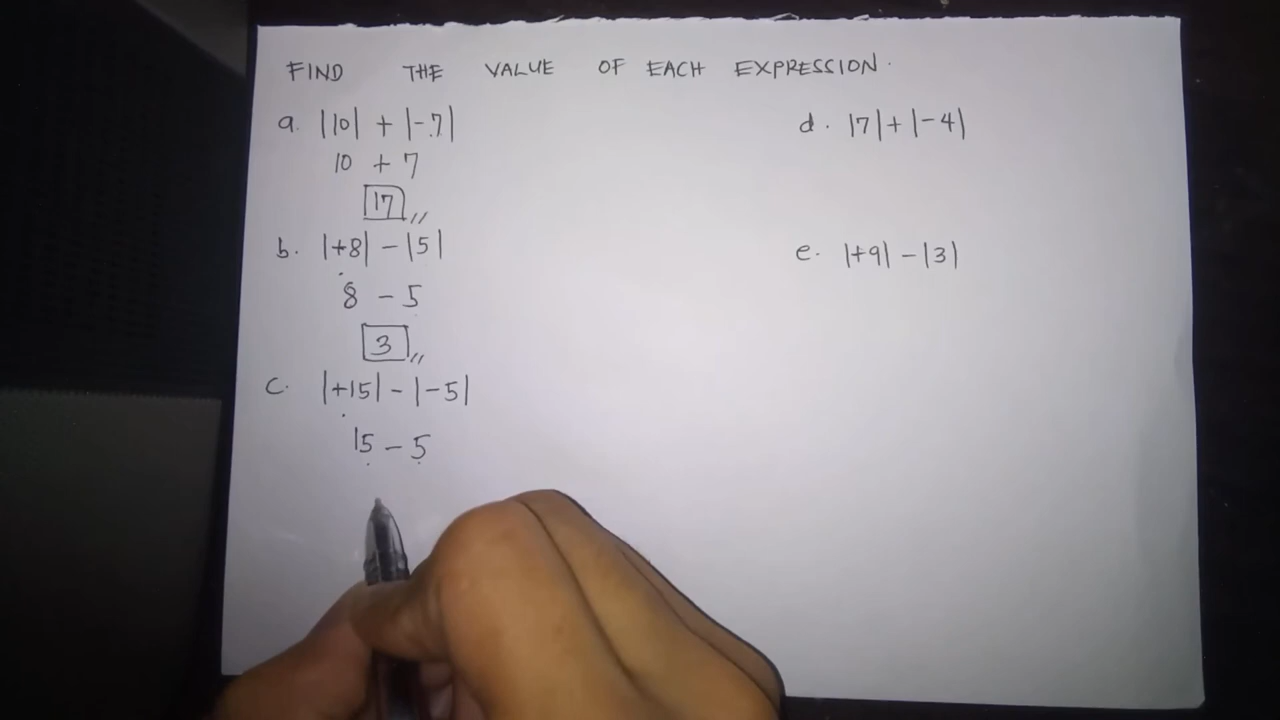 FIND THE VALUE OF EACH EXPRESSION.
a. |10| + |-7|
10 + 7
17
b. |+8| - |5|
8 - 5
3
c. |+15| - |-5|
15 - 5
d. |7| + |-4|
e. |+9| - |3|